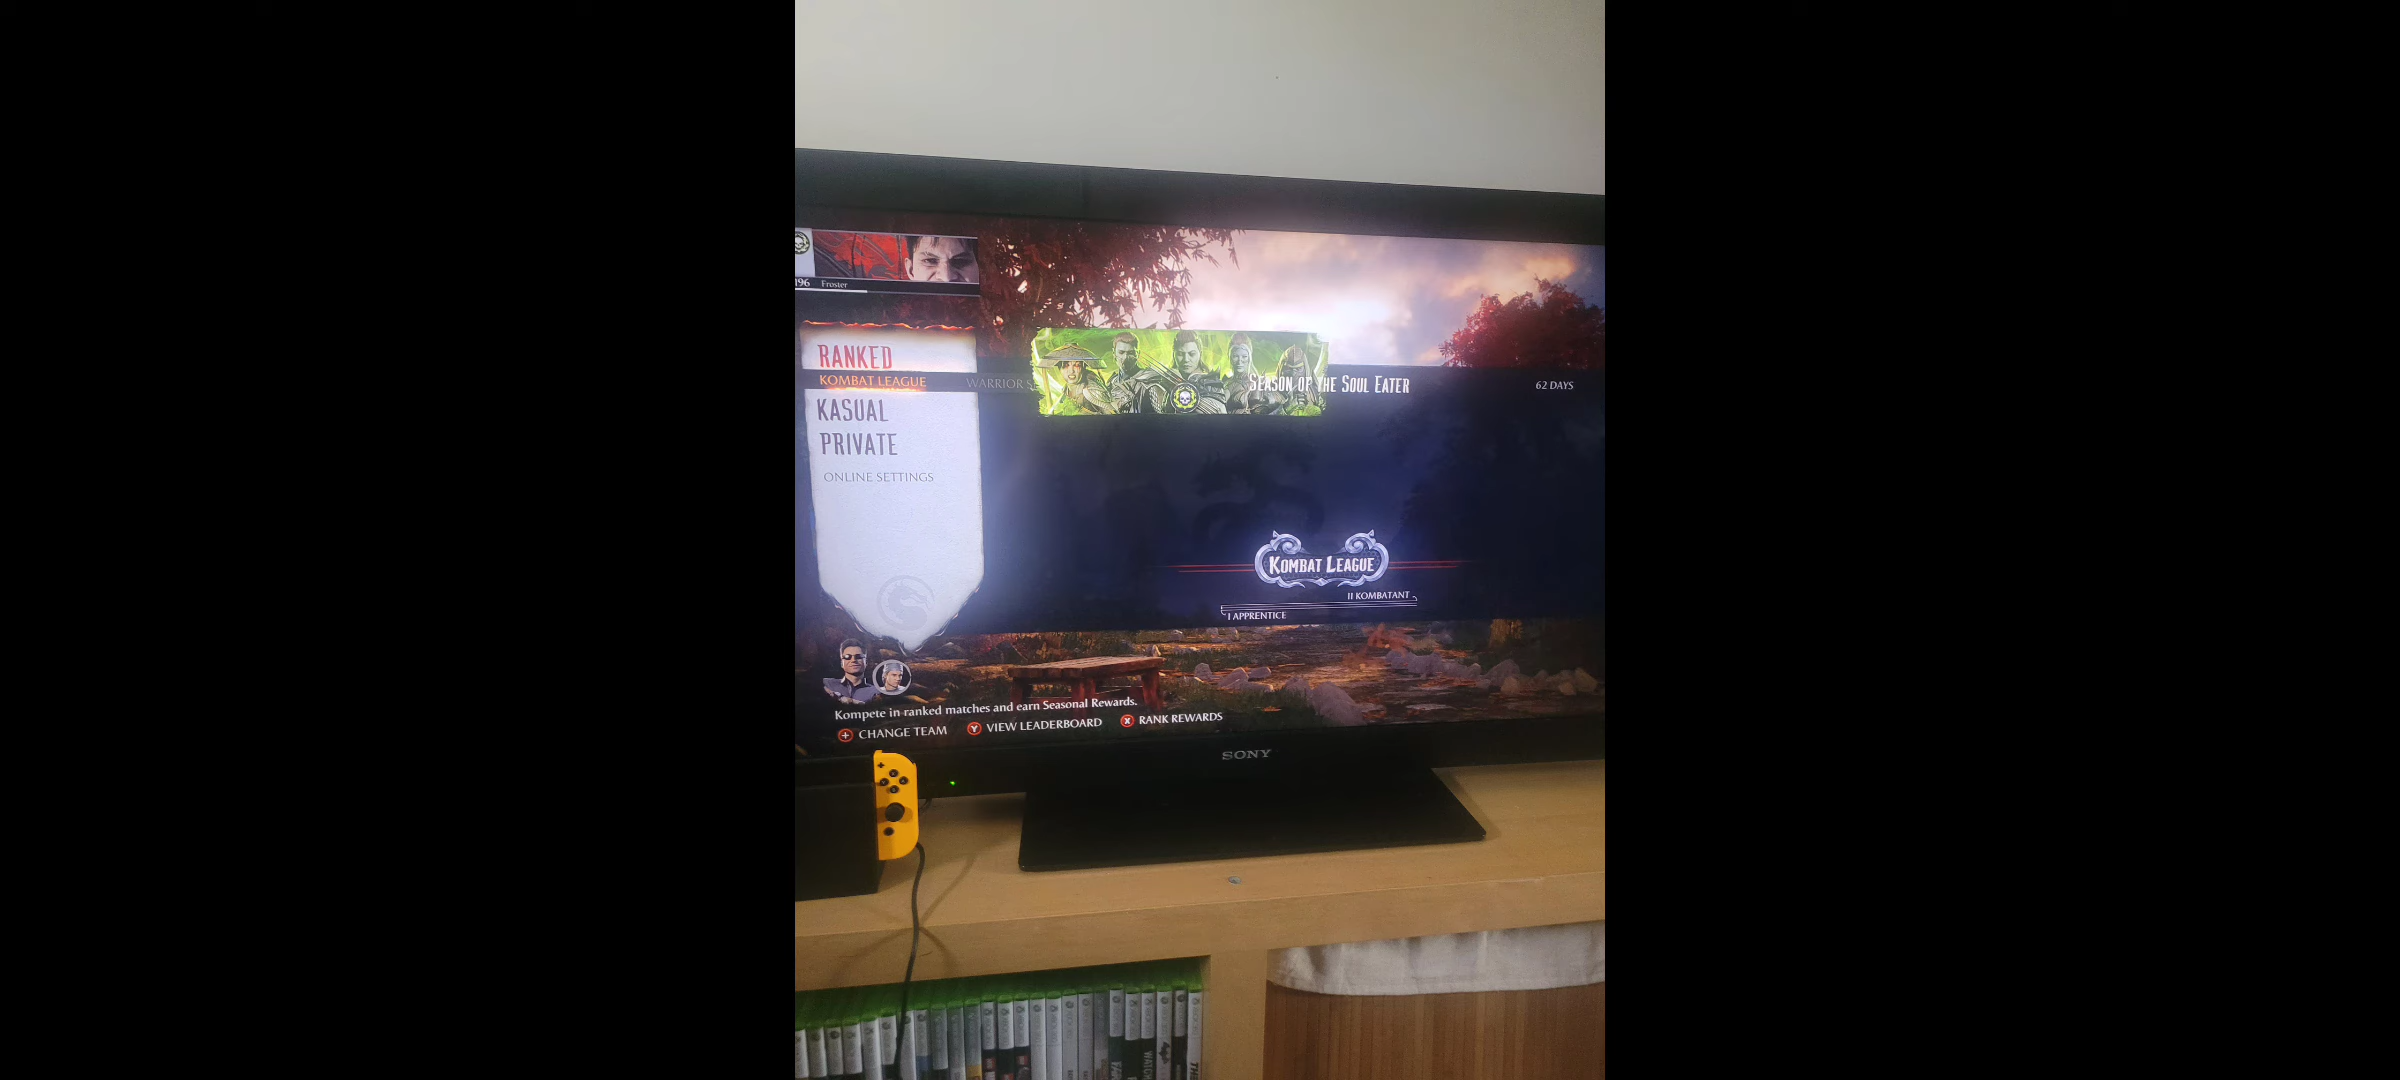 196 Froster
RANKED
KOMBAT LEAGUE
WARRIOR
SEASON OF THE SOUL EATER
62 DAYS
KASUAL
PRIVATE
ONLINE SETTINGS
KOMBAT LEAGUE
II KOMBATANT
I APPRENTICE
Kompete in ranked matches and earn Seasonal Rewards.
+ CHANGE TEAM Y VIEW LEADERBOARD X RANK REWARDS
SONY